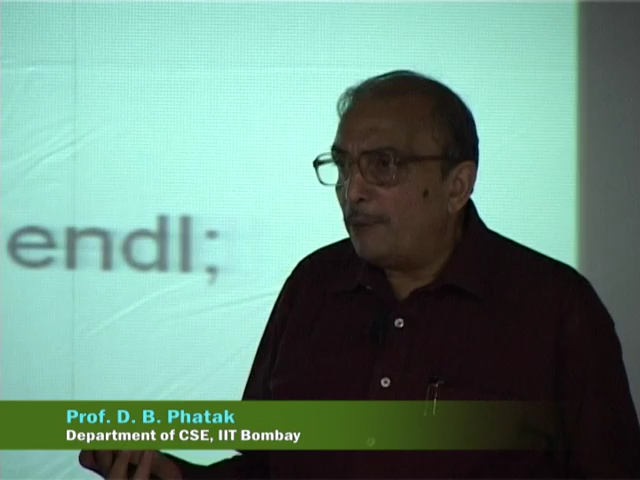 endl;
Prof. D. B. Phatak
Department of CSE, IIT Bombay